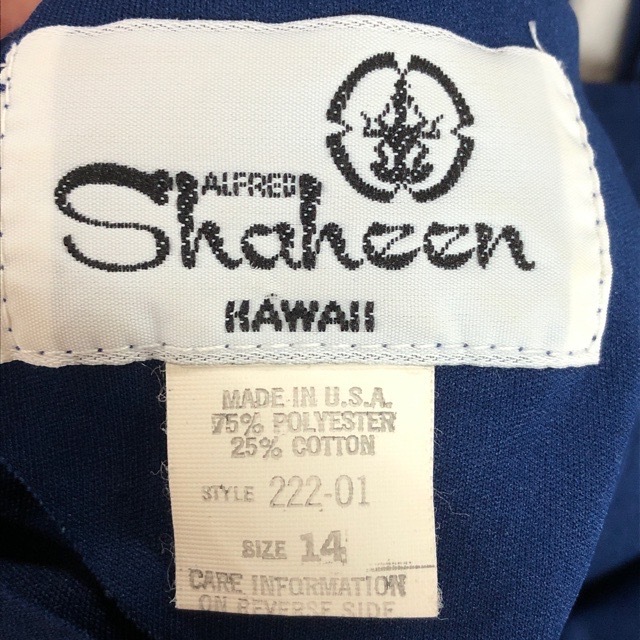 ALFRED
Shaheen
HAWAII
MADE IN U.S.A.
75% POLYESTER
25% COTTON
STYLE 222-01
SIZE 14
CARE INFORMATION
ON REVERSE SIDE